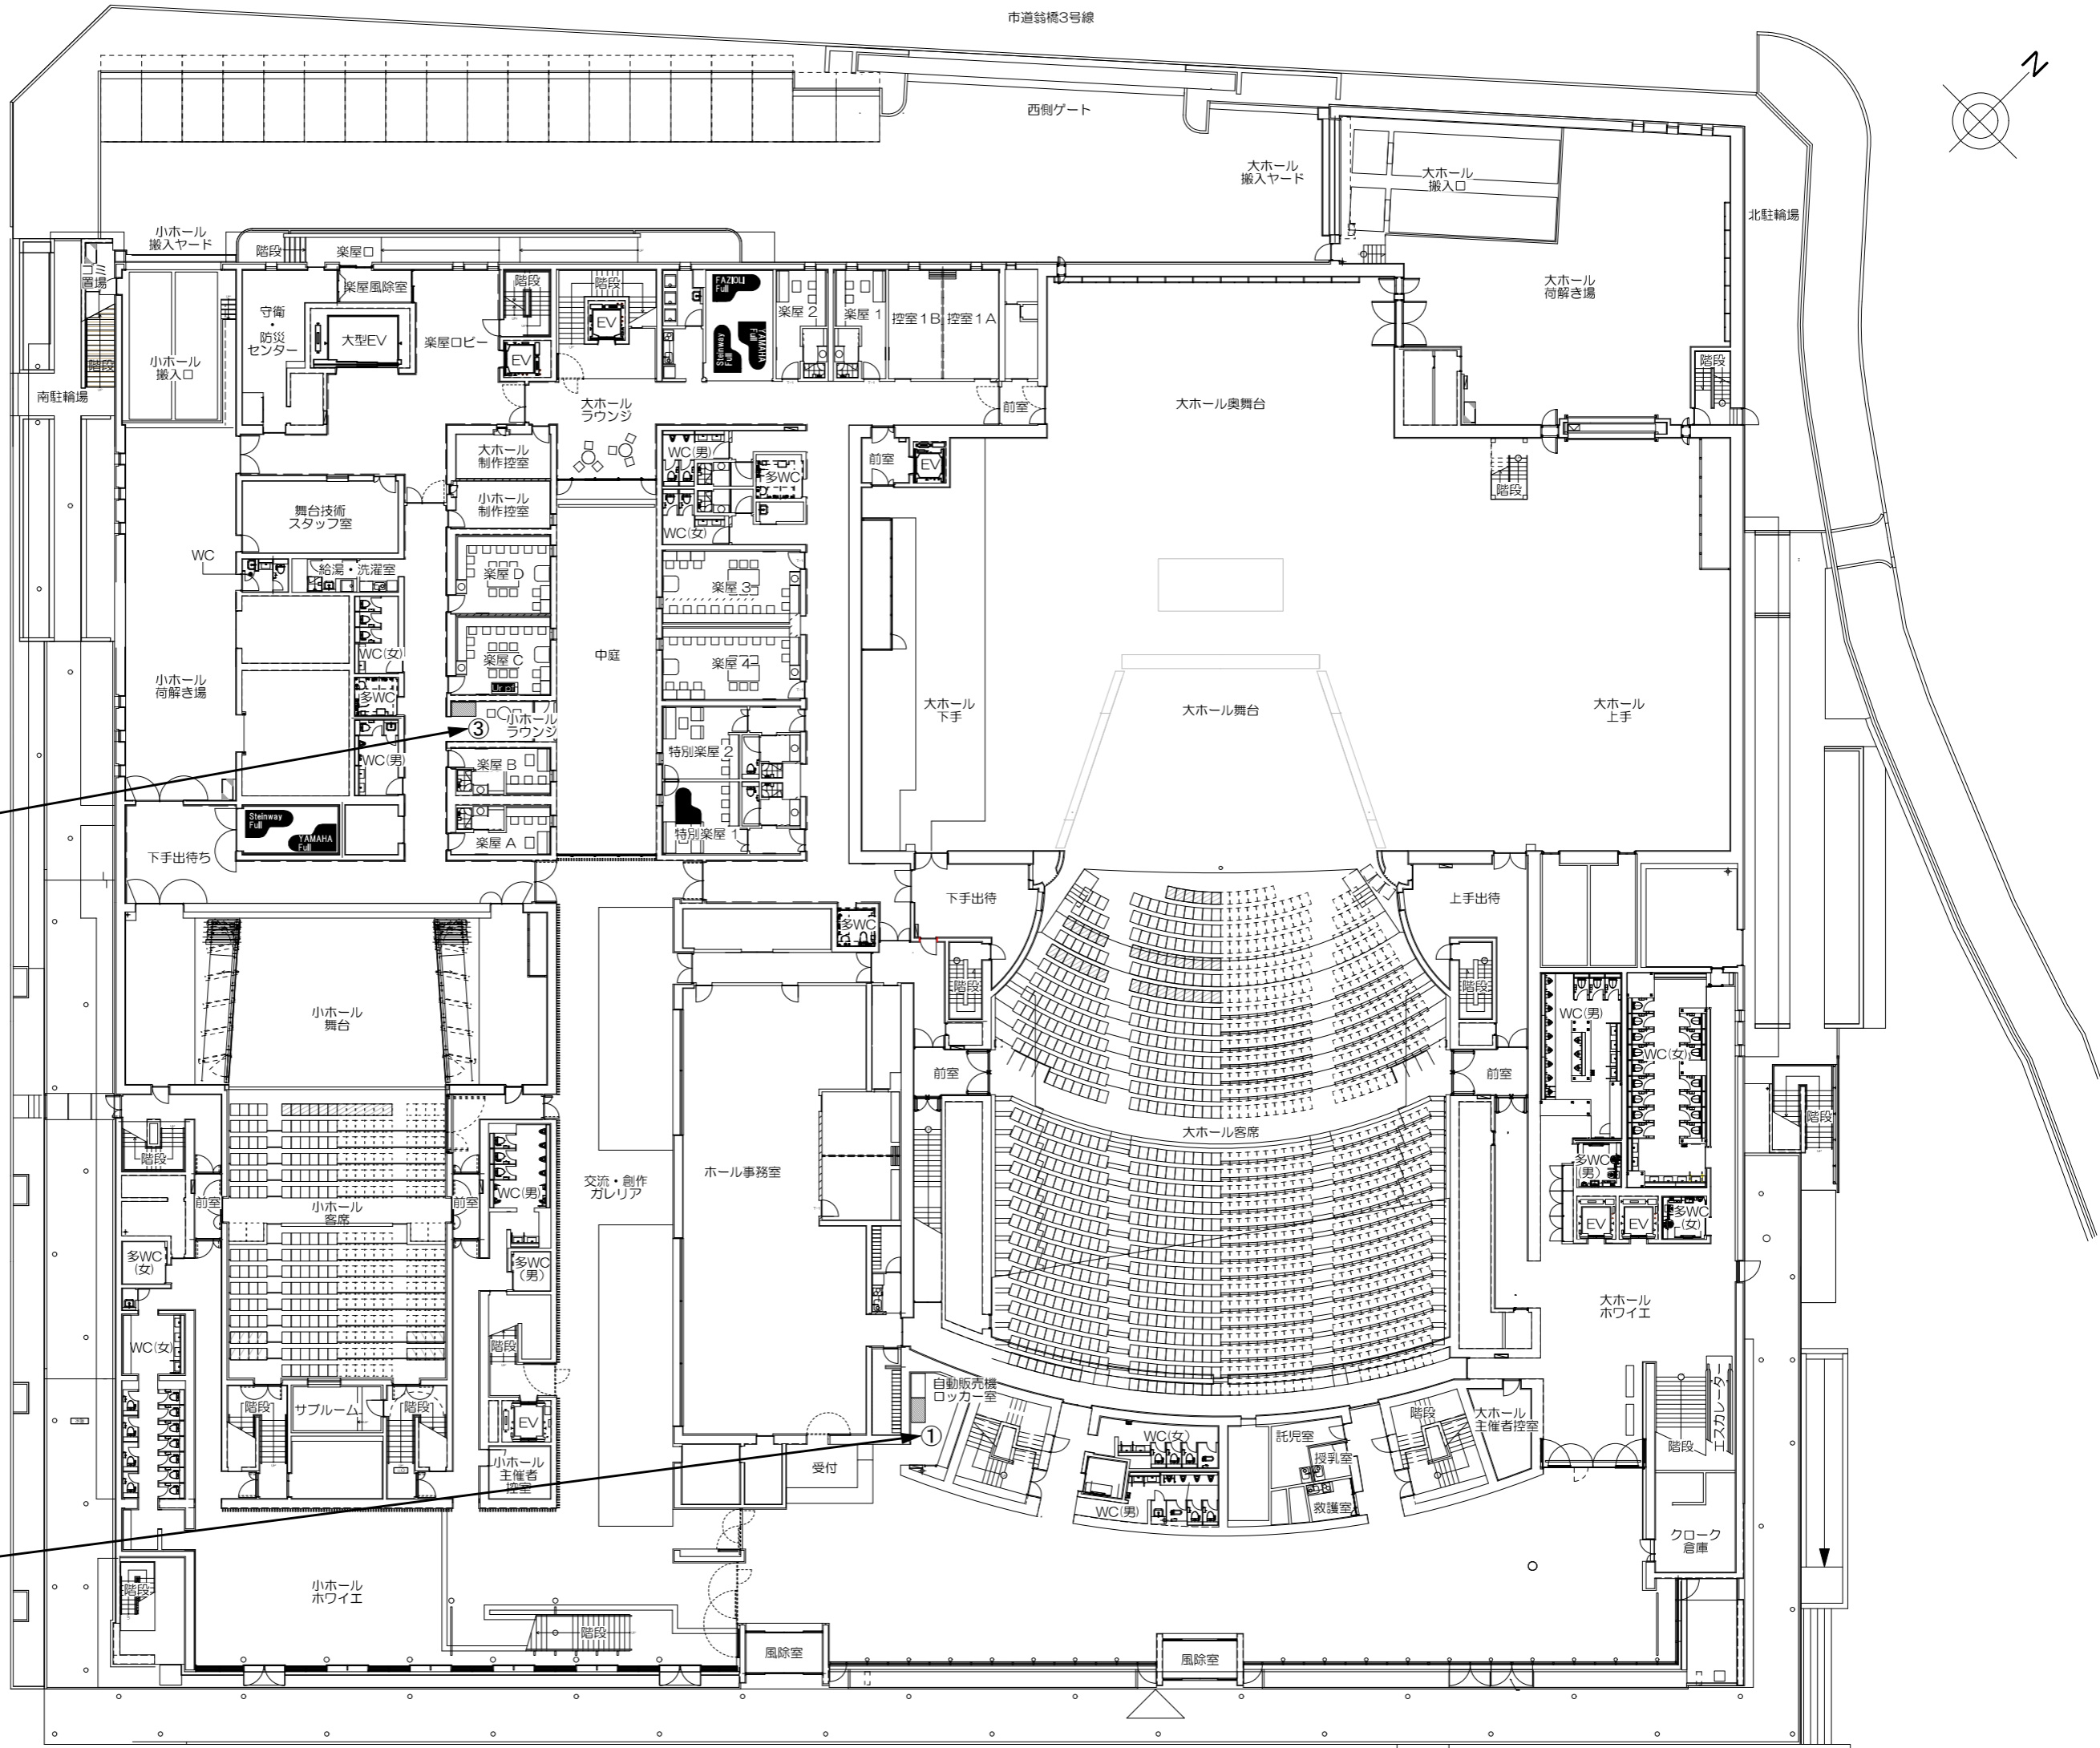 市道翁橋3号線
N
西側ゲート
大ホール
搬入ヤード
大ホール
搬入口
北駐輪場
小ホール
搬入ヤード
階段
楽屋口
ゴミ
置場
楽屋風除室
階段
階段
EV
FAZIOLI
Full
Steinway
Full
YAMAHA
Full
楽屋 2
楽屋 1
控室1B
控室1A
大ホール
荷解き場
守衛
・
防災
センター
大型EV
楽屋ロビー
EV
小ホール
搬入口
階段
階段
南駐輪場
大ホール
ラウンジ
前室
大ホール奥舞台
大ホール
制作控室
WC(男)
多WC
前室
EV
階段
小ホール
制作控室
舞台技術
スタッフ室
WC(女)
WC
給湯・洗濯室
楽屋 D
楽屋 3
WC(女)
楽屋 C
中庭
楽屋 4
小ホール
荷解き場
多WC
大ホール
下手
大ホール舞台
大ホール
上手
③
小ホール
ラウンジ
WC(男)
楽屋 B
特別楽屋 2
Steinway
Full
YAMAHA
Full
特別楽屋 1
楽屋 A
下手出待ち
下手出待
上手出待
多WC
階段
階段
小ホール
舞台
WC(男)
WC(女)
前室
前室
階段
大ホール客席
階段
多WC
(男)
ホール事務室
交流・創作
ガレリア
前室
小ホール
客席
前室
WC(男)
EV
EV
多WC
(女)
多WC
(女)
多WC
(男)
大ホール
ホワイエ
WC(女)
階段
自動販売機
ロッカー室
階段
サブルーム
階段
EV
①
階段
大ホール
主催者控室
エスカレーター
階段
WC(女)
託児室
授乳室
小ホール
主催者
控室
受付
WC(男)
救護室
クローク
倉庫
階段
小ホール
ホワイエ
階段
風除室
風除室